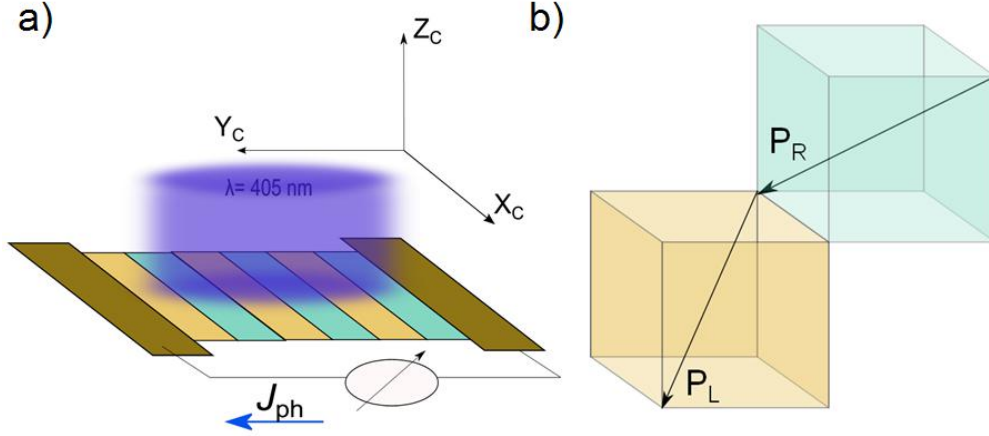 a)
Z_C
Y_C
X_C
λ= 405 nm
J_ph
b)
P_R
P_L